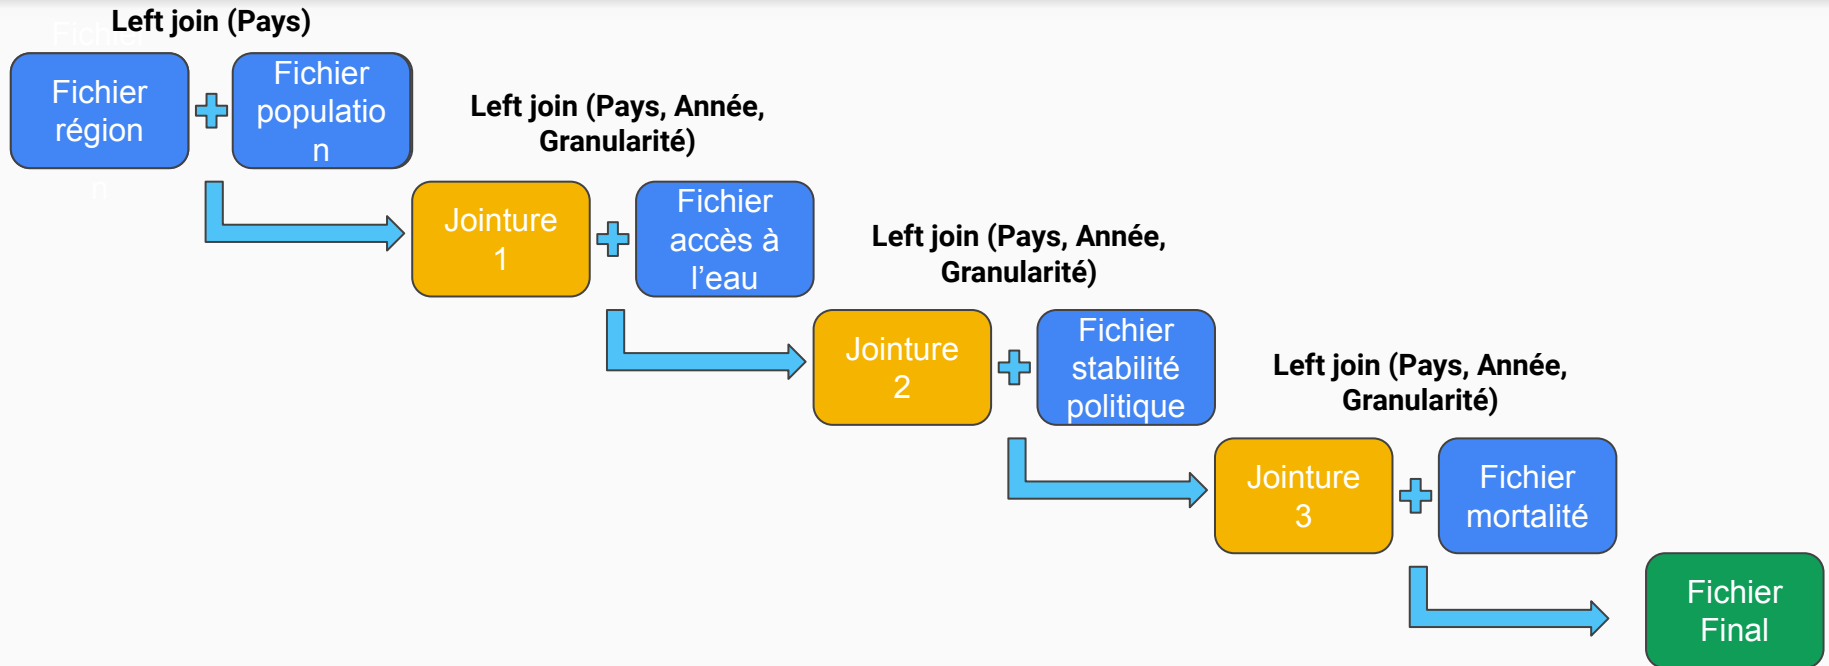 Left join (Pays)
Fichier
Fichier
région
n
Fichier
populatio
n
Left join (Pays, Année,
Granularité)
Jointure
1
Fichier
accès à
l’eau
Left join (Pays, Année,
Granularité)
Jointure
2
Fichier
stabilité
politique
Left join (Pays, Année,
Granularité)
Jointure
3
Fichier
mortalité
Fichier
Final